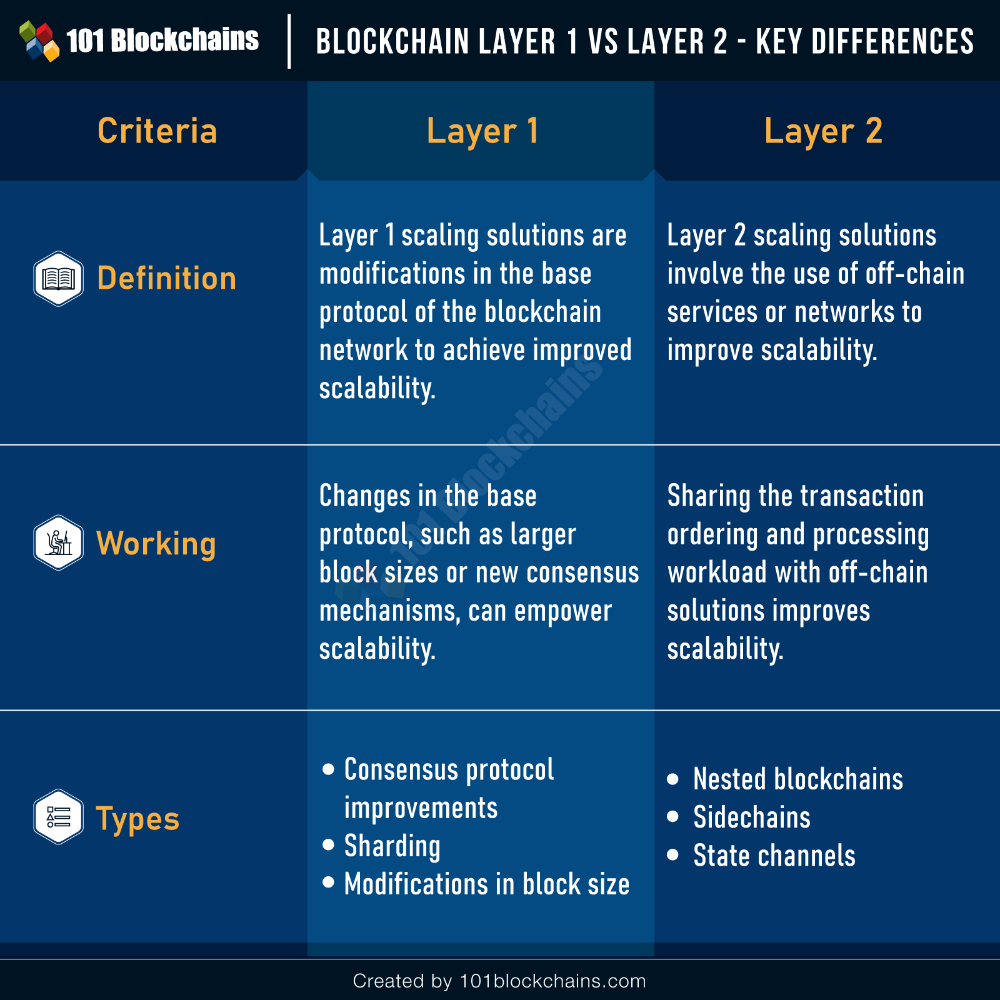 101 Blockchains
BLOCKCHAIN LAYER 1 VS LAYER 2 - KEY DIFFERENCES
Criteria
Layer 1
Layer 2
Definition
Layer 1 scaling solutions are
modifications in the base
protocol of the blockchain
network to achieve improved
scalability.
Layer 2 scaling solutions
involve the use of off-chain
services or networks to
improve scalability.
Working
Changes in the base
protocol, such as larger
block sizes or new consensus
mechanisms, can empower
scalability.
Sharing the transaction
ordering and processing
workload with off-chain
solutions improves
scalability.
101 Blockchains
Types
• Consensus protocol
improvements
• Sharding
• Modifications in block size
• Nested blockchains
• Sidechains
• State channels
Created by 101blockchains.com